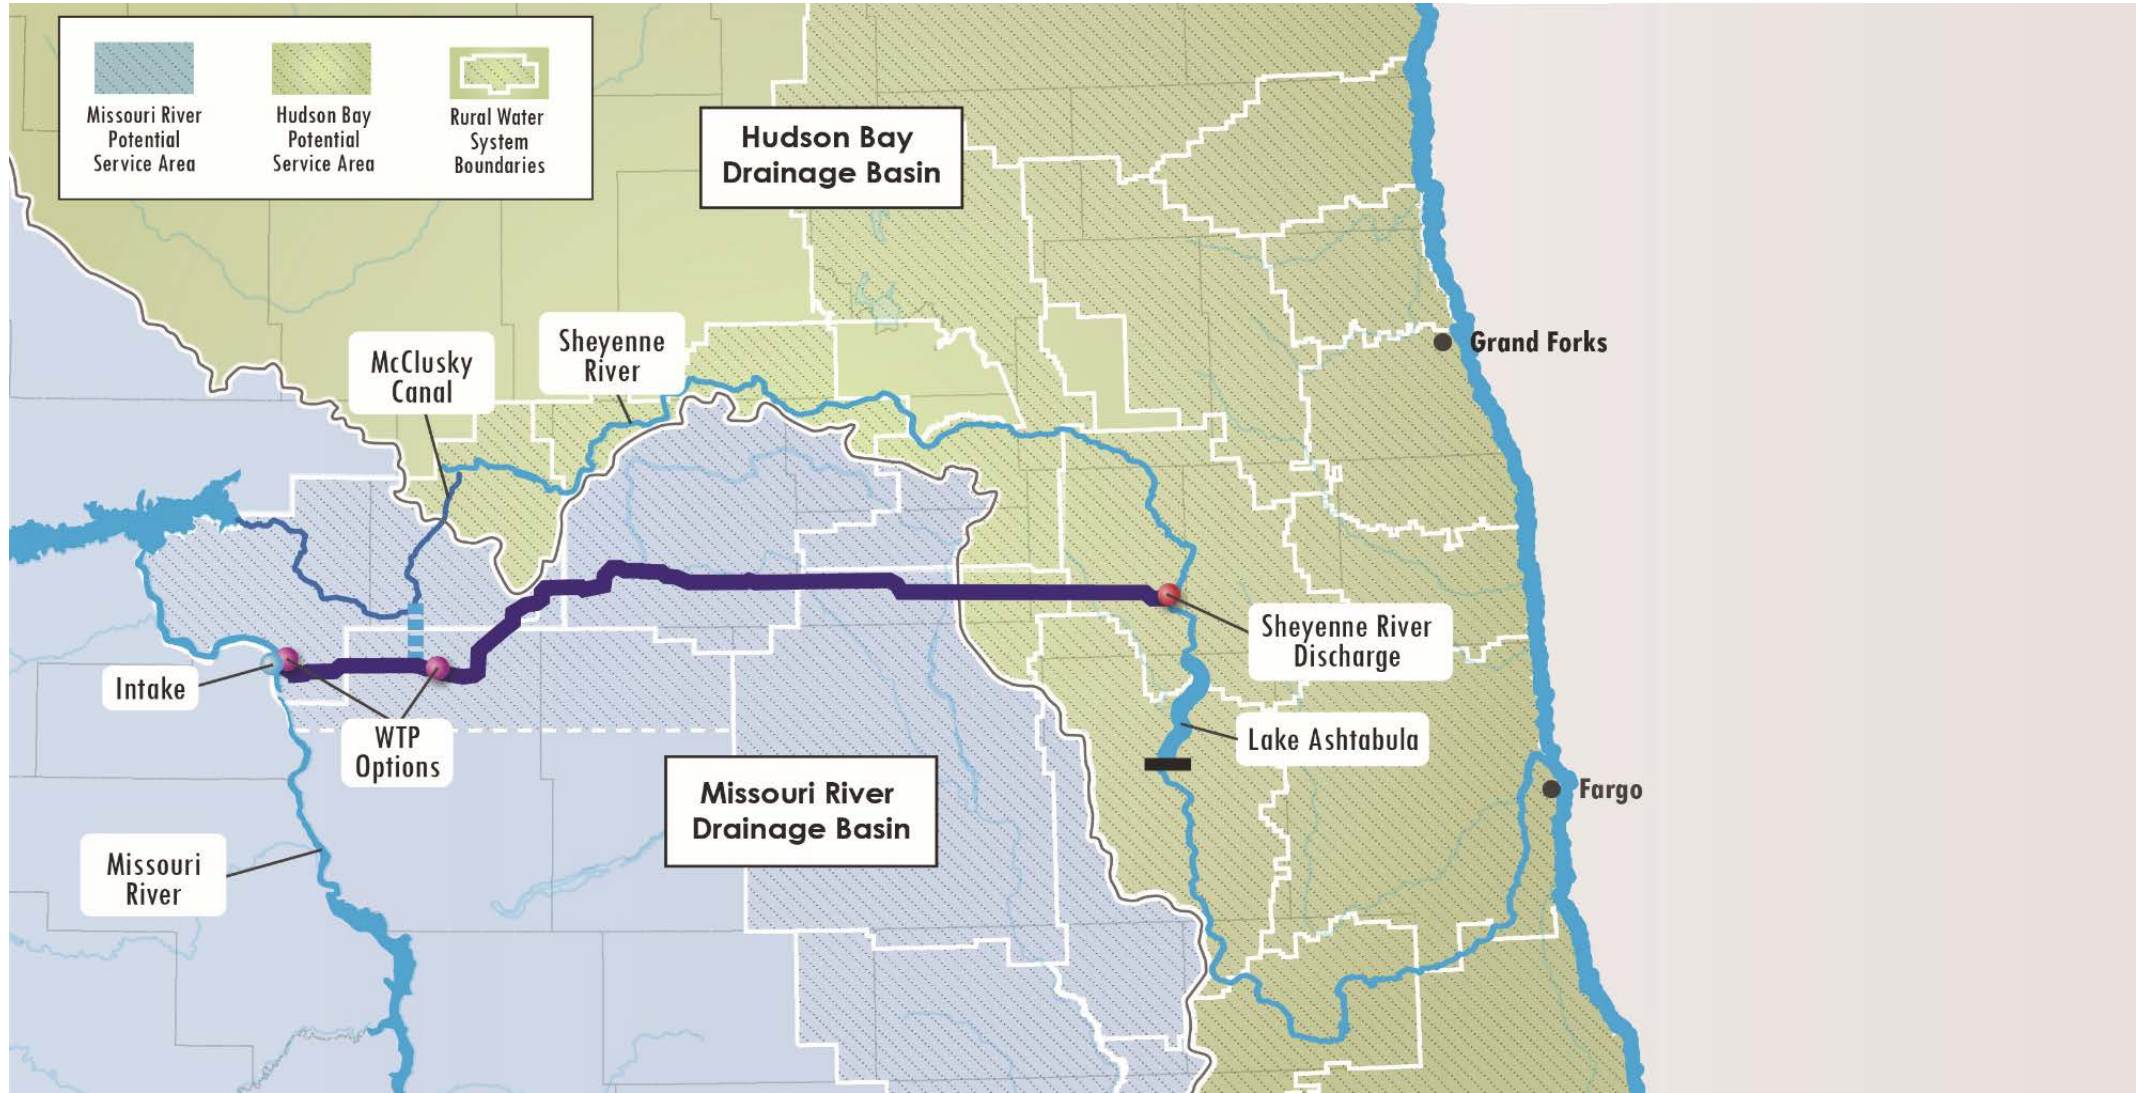 Missouri River
Potential
Service Area
Hudson Bay
Potential
Service Area
Rural Water
System
Boundaries
Hudson Bay
Drainage Basin
McClusky
Canal
Sheyenne
River
Grand Forks
Sheyenne River
Discharge
Intake
WTP
Options
Lake Ashtabula
Missouri River
Drainage Basin
Fargo
Missouri
River